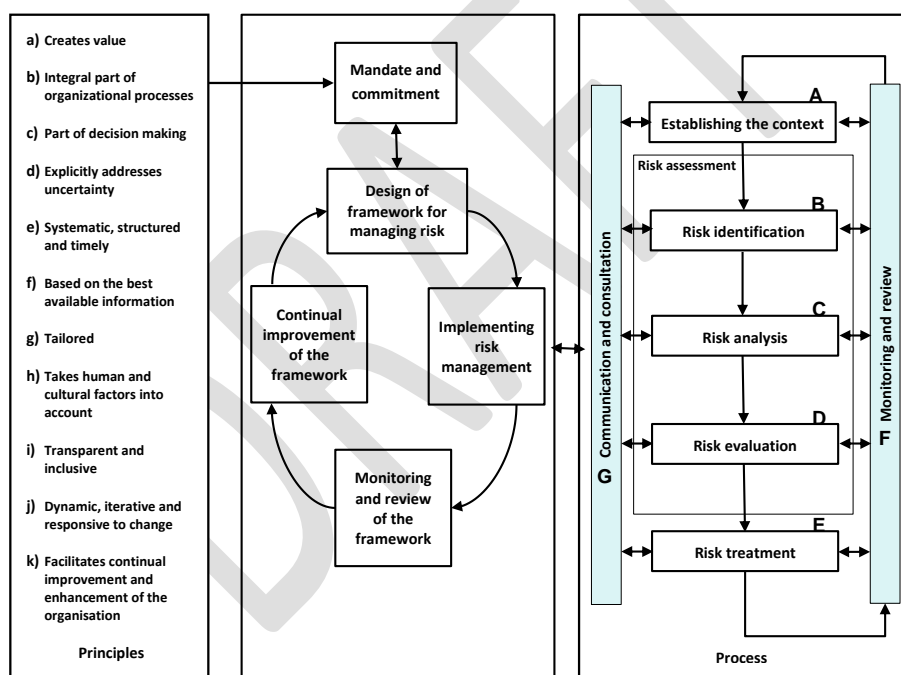 a) Creates value
b) Integral part of
organizational processes
c) Part of decision making
d) Explicitly addresses
uncertainty
e) Systematic, structured
and timely
f) Based on the best
available information
g) Tailored
h) Takes human and
cultural factors into
account
i) Transparent and
inclusive
j) Dynamic, iterative and
responsive to change
k) Facilitates continual
improvement and
enhancement of the
organisation
Principles
Mandate and
commitment
Design of
framework for
managing risk
Continual
improvement
of the
framework
Implementing
risk
management
Monitoring
and review
of the
framework
Communication and consultation
G
A
Establishing the context
Risk assessment
B
Risk identification
C
Risk analysis
D
Risk evaluation
E
Risk treatment
Monitoring and review
F
Process
DRAFT